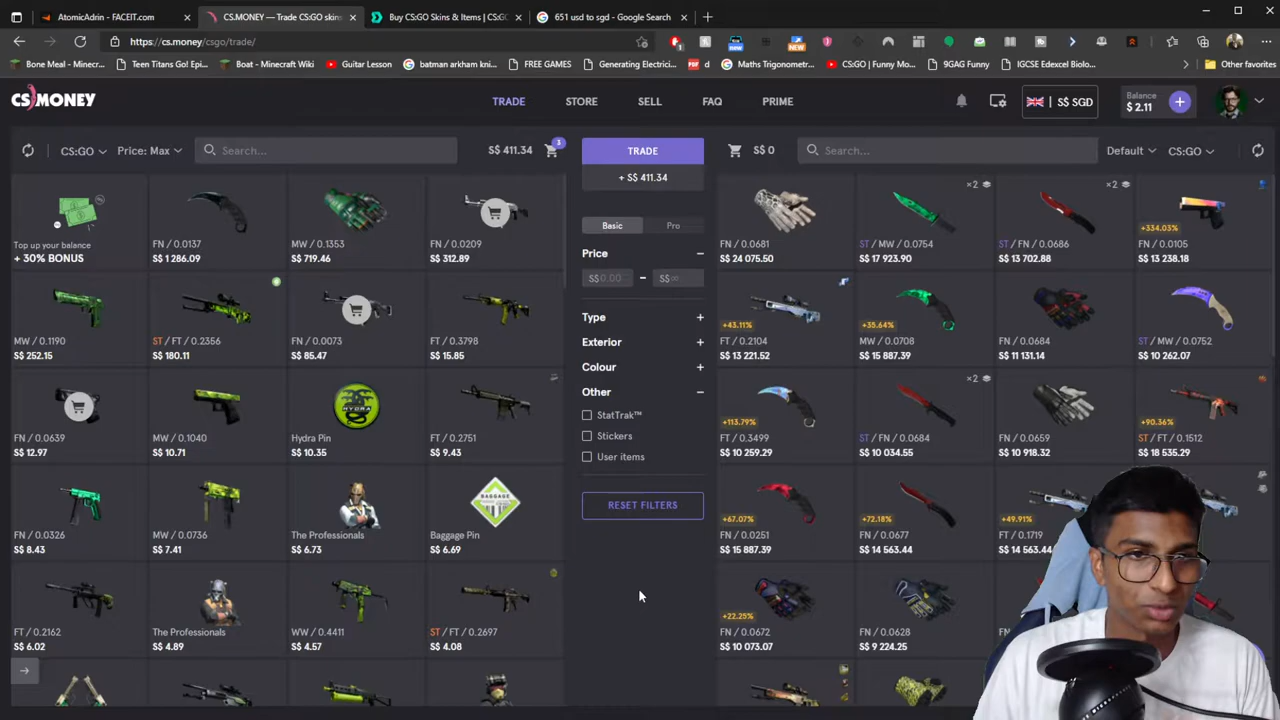 AtomicAdrin - FACEIT.com
CS.MONEY — Trade CS:GO skins
Buy CS:GO Skins & Items | CS:GO
651 usd to sgd - Google Search
https://cs.money/csgo/trade/
Bone Meal - Minecr...
Teen Titans Go! Epi...
Boat - Minecraft Wiki
Guitar Lesson
batman arkham kni...
FREE GAMES
Generating Electrici...
d
Maths Trigonometr...
CS:GO | Funny Mo...
9GAG Funny
IGCSE Edexcel Biolo...
Other favorites
CS.MONEY
TRADE
SELL
STORE
FAQ
PRIME
S$ SGD
Balance
$ 2.11
CS:GO
Price: Max
Search...
S$ 411.34
3
TRADE
+ S$ 411.34
S$ 0
Search...
Default
CS:GO
Top up your balance
+ 30% BONUS
FN / 0.0137
S$ 1 286.09
MW / 0.1353
S$ 719.46
FN / 0.0209
S$ 312.89
MW / 0.1190
S$ 252.15
ST / FT / 0.2356
S$ 180.11
FN / 0.0073
S$ 85.47
FT / 0.3798
S$ 15.85
FN / 0.0639
S$ 12.97
MW / 0.1040
S$ 10.71
HYDRA
Hydra Pin
S$ 10.35
FT / 0.2751
S$ 9.43
FN / 0.0326
S$ 8.43
MW / 0.0736
S$ 7.41
The Professionals
S$ 6.73
BAGGAGE
Baggage Pin
S$ 6.69
FT / 0.2162
S$ 6.02
The Professionals
S$ 4.89
WW / 0.4411
S$ 4.57
ST / FT / 0.2697
S$ 4.08
Basic
Pro
Price
S$ 0.00
S$ ∞
Type
Exterior
Colour
Other
StatTrak™
Stickers
User items
RESET FILTERS
FN / 0.0681
S$ 24 075.50
×2
ST / MW / 0.0754
S$ 17 923.90
×2
ST / FN / 0.0686
S$ 13 702.88
+334.03%
FN / 0.0105
S$ 13 238.18
+43.11%
FT / 0.2104
S$ 13 221.52
+35.64%
MW / 0.0708
S$ 15 887.39
FN / 0.0684
S$ 11 131.14
ST / MW / 0.0752
S$ 10 262.07
+113.79%
FT / 0.3499
S$ 10 259.29
×2
ST / FN / 0.0684
S$ 10 034.55
FN / 0.0659
S$ 10 918.32
+90.36%
ST / FT / 0.1512
S$ 18 535.29
+67.07%
FN / 0.0251
S$ 15 887.39
+72.18%
FN / 0.0677
S$ 14 563.44
+49.91%
FT / 0.1719
S$ 14 563.44
+22.25%
FN / 0.0672
S$ 10 073.07
FN / 0.0628
S$ 9 224.25